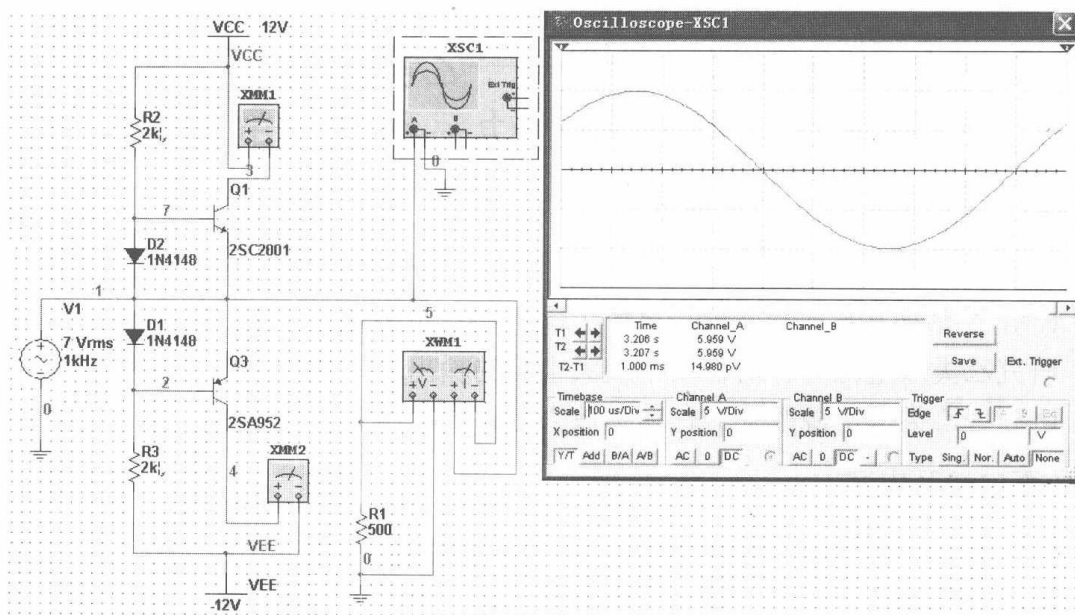 VCC 12V
VCC
XMM1
R2
2k
3
Q1
7
2SC2001
D2
1N4148
1
V1
7 Vrms
1kHz
0
D1
1N4148
Q3
2
2SA952
R3
2k
4
XMM2
VEE
VEE
-12V
XSC1
Ext Trig
A B
0
5
XWM1
V I
R1
500
0
Oscilloscope-XSC1
Time Channel_A Channel_B
T1 3.206 s 5.959 V
T2 3.207 s 5.959 V
T2-T1 1.000 ms 14.980 pV
Reverse
Save
Ext. Trigger
Timebase
Scale 100 us/Div
X position 0
Y/T Add B/A A/B
Channel A
Scale 5 V/Div
Y position 0
AC 0 DC
Channel B
Scale 5 V/Div
Y position 0
AC 0 DC -
Trigger
Edge
Level 0 V
Type Sing. Nor. Auto None